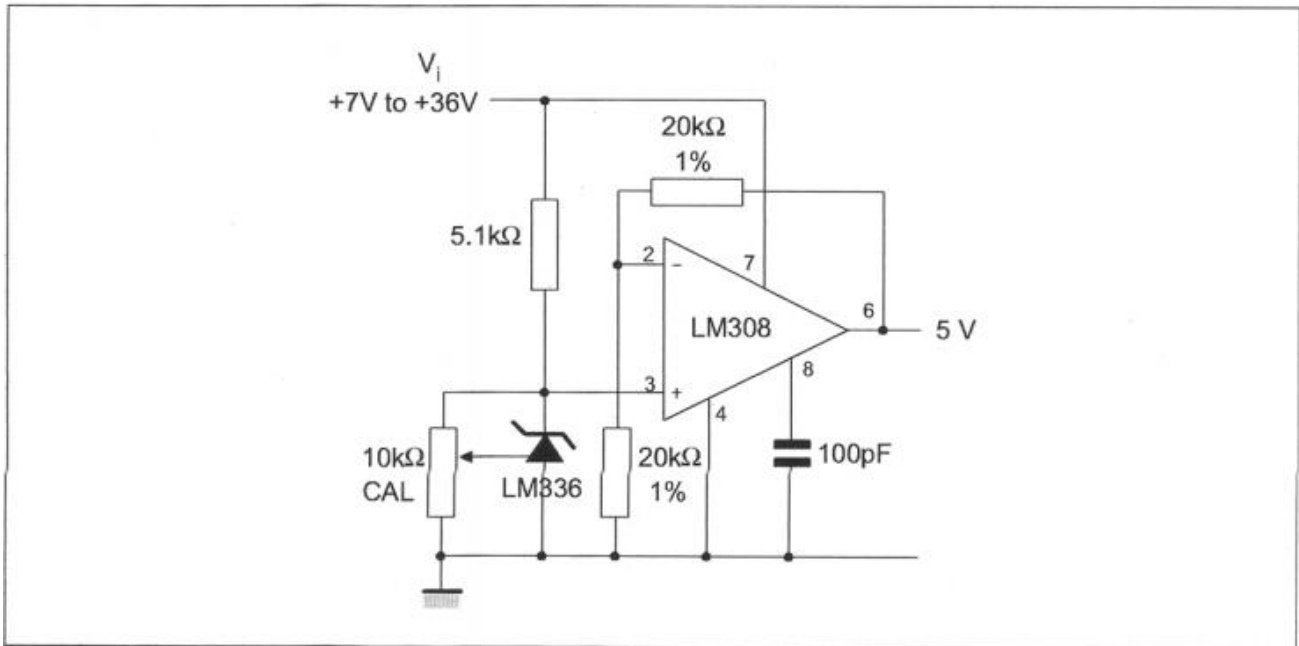 Vi
+7V to +36V
20kΩ
1%
5.1kΩ
2
−
7
LM308
6
5 V
8
3
+
4
10kΩ
CAL
LM336
20kΩ
1%
100pF